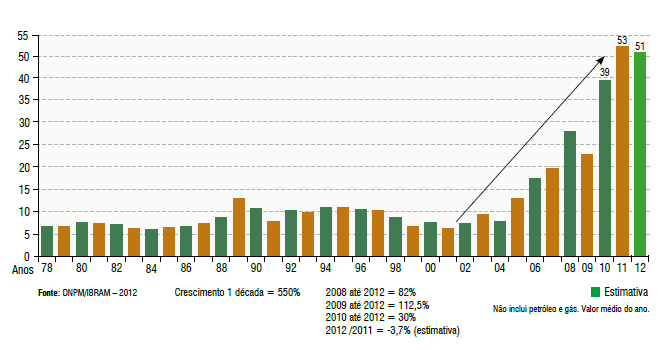 55
50
40
35
30
25
20
15
10
5
0
53
51
39
Anos 78 80 82 84 86 88 90 92 94 96 98 00 02 04 06 08 09 10 11 12
Fonte: DNPM/IBRAM – 2012
Crescimento 1 década = 550%
2008 até 2012 = 82%
2009 até 2012 = 112,5%
2010 até 2012 = 30%
2012 /2011 = -3,7% (estimativa)
Estimativa
Não inclui petróleo e gás. Valor médio do ano.